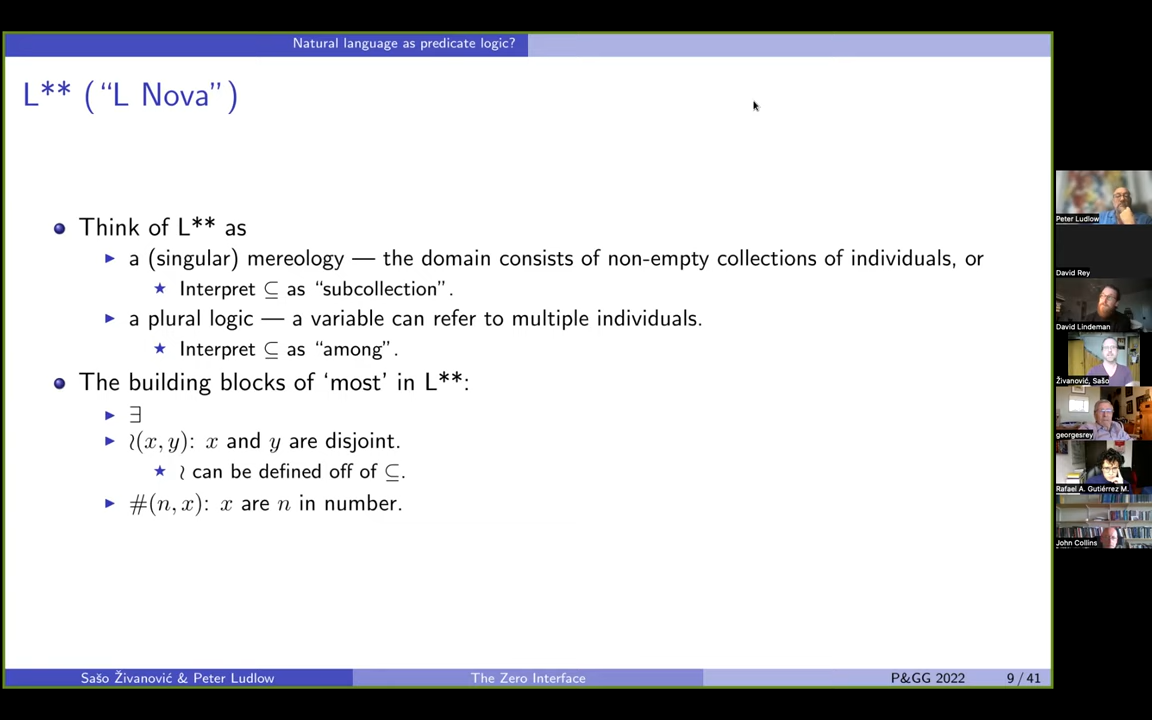 Natural language as predicate logic?
L** (“L Nova”)
Think of L** as
a (singular) mereology — the domain consists of non-empty collections of individuals, or
Interpret ⊆ as “subcollection”.
a plural logic — a variable can refer to multiple individuals.
Interpret ⊆ as “among”.
The building blocks of ‘most’ in L**:
∃
≀(x, y): x and y are disjoint.
≀ can be defined off of ⊆.
#(n, x): x are n in number.
Sašo Živanović & Peter Ludlow
The Zero Interface
P&GG 2022
9 / 41
Peter Ludlow
David Rey
David Lindeman
Živanović, Sašo
georgesrey
Rafael A. Gutiérrez M.
John Collins